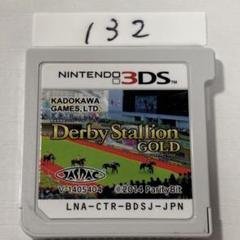 132
NINTENDO 3DS
KADOKAWA
GAMES, LTD.
Derby Stallion
GOLD
V-1405404
©2014 ParityBit
LNA-CTR-BDSJ-JPN